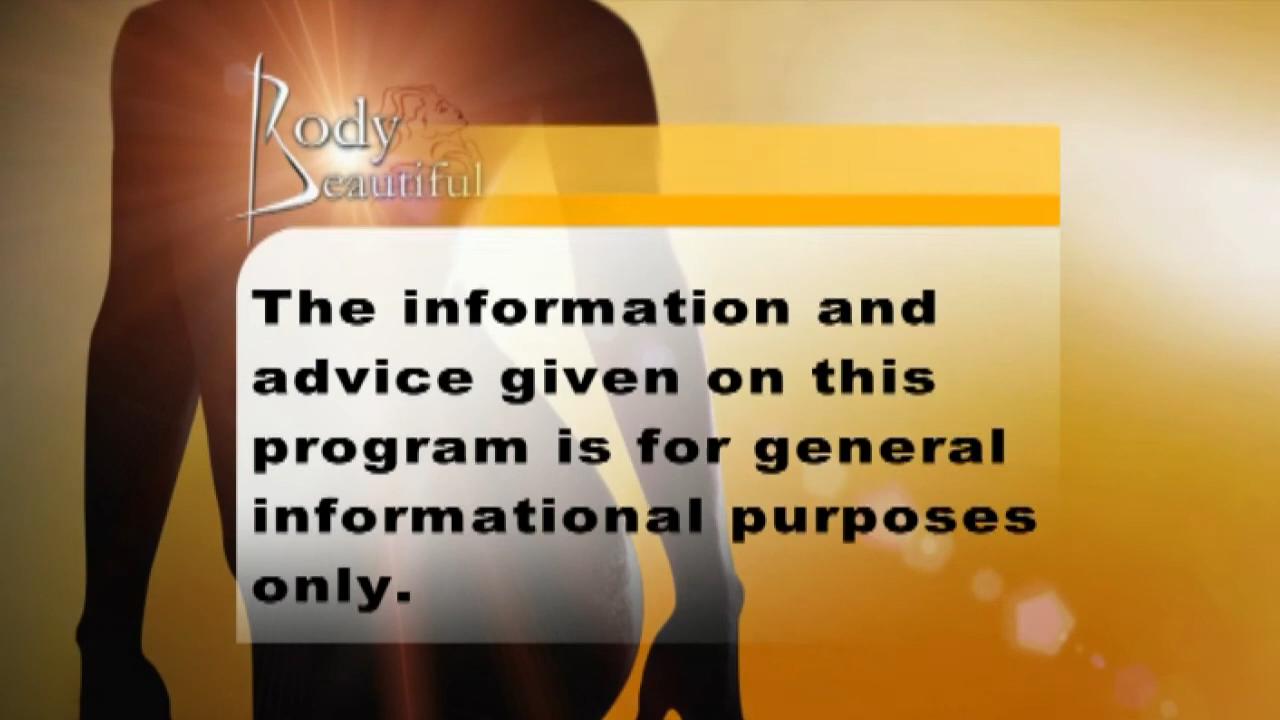 Body
Beautiful
The information and
advice given on this
program is for general
informational purposes
only.